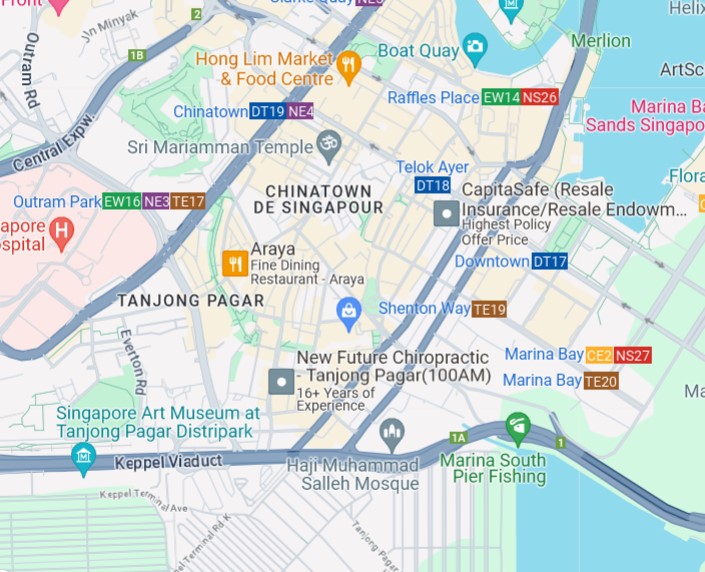 Front
Clarke Quay NE5
2
J'n Minyak
1B
Outram Rd
Hong Lim Market
& Food Centre
Boat Quay
Merlion
Helix
ArtSc
Raffles Place EW14 NS26
Chinatown DT19 NE4
Marina Ba
Sands Singapo
Central Expw.
Sri Mariamman Temple
Telok Ayer
DT18
Flora
CHINATOWN
DE SINGAPOUR
CapitaSafe (Resale
Insurance/Resale Endowm...
Highest Policy
Offer Price
Outram Park EW16 NE3 TE17
apore
ospital
H
Araya
Fine Dining
Restaurant - Araya
Downtown DT17
TANJONG PAGAR
Shenton Way TE19
Everton Rd
New Future Chiropractic
- Tanjong Pagar(100AM)
16+ Years of
Experience
Marina Bay CE2 NS27
Marina Bay TE20
Ma
Singapore Art Museum at
Tanjong Pagar Distripark
1A
1
Keppel Viaduct
Haji Muhammad
Salleh Mosque
Marina South
Pier Fishing
Keppel Terminal Ave
Terminal Rd K
Tanjong Pagar